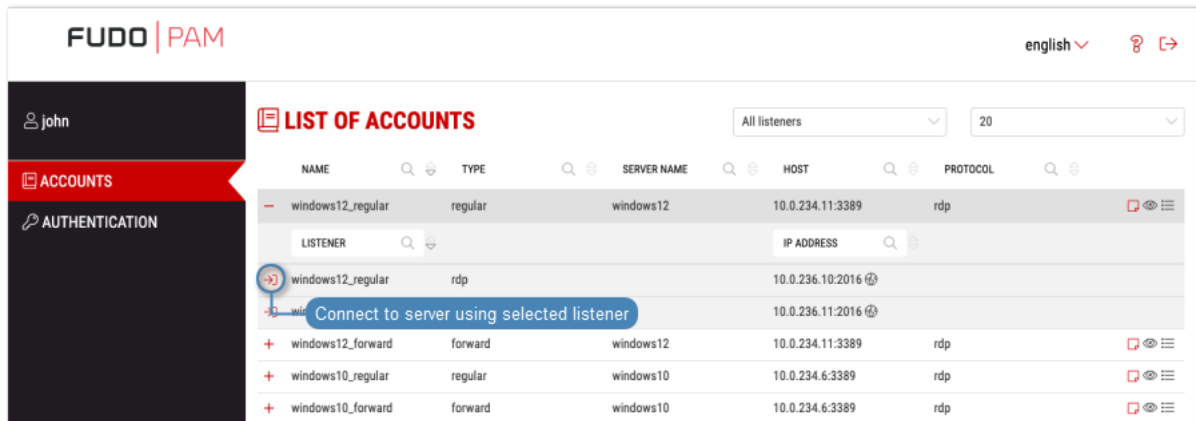 FUDO PAM
english
john
LIST OF ACCOUNTS
All listeners
20
ACCOUNTS
AUTHENTICATION
NAME TYPE SERVER NAME HOST PROTOCOL
windows12_regular regular windows12 10.0.234.11:3389 rdp
LISTENER IP ADDRESS
windows12_regular rdp 10.0.236.10:2016
10.0.236.11:2016
Connect to server using selected listener
windows12_forward forward windows12 10.0.234.11:3389 rdp
windows10_regular regular windows10 10.0.234.6:3389 rdp
windows10_forward forward windows10 10.0.234.6:3389 rdp